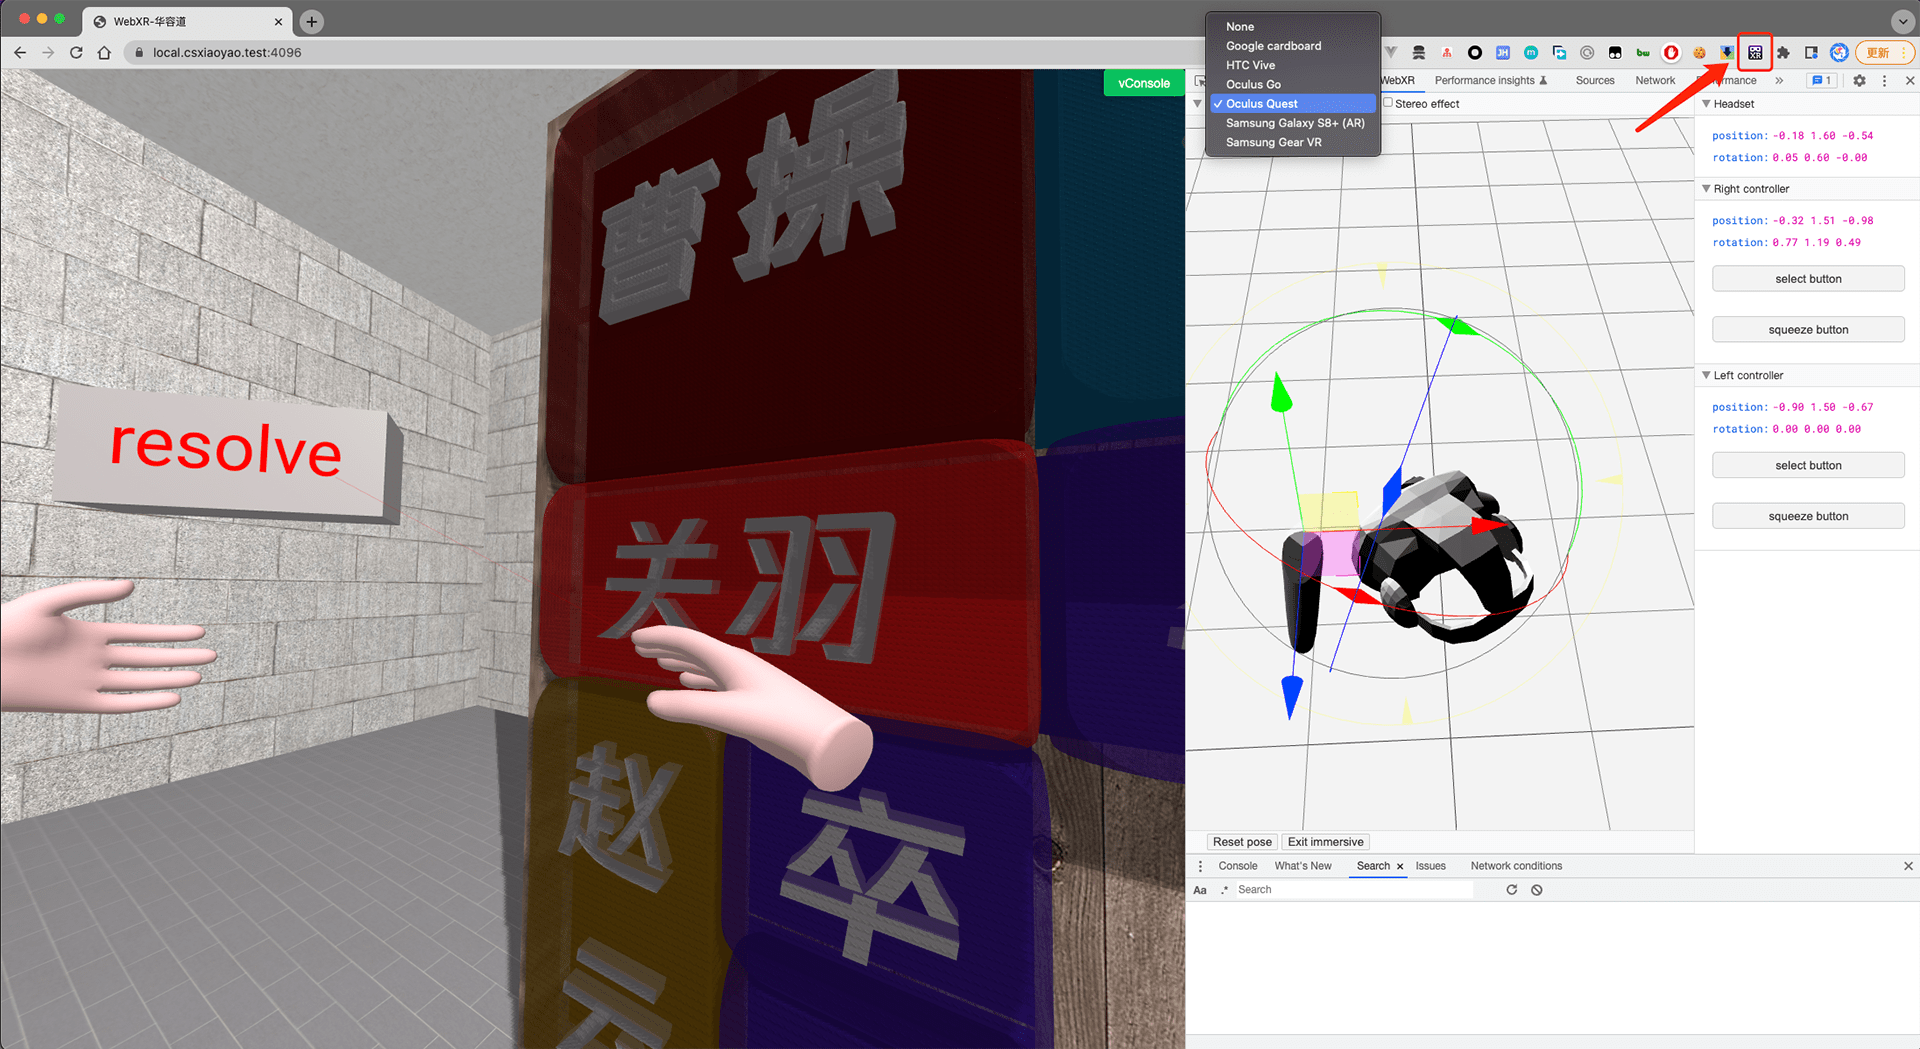 WebXR-华容道
local.csxiaoyao.test:4096
更新
None
Google cardboard
HTC Vive
Oculus Go
✓ Oculus Quest
Samsung Galaxy S8+ (AR)
Samsung Gear VR
vConsole
WebXR
Performance insights
Sources
Network
1
Stereo effect
Headset
position: -0.18 1.60 -0.54
rotation: 0.05 0.60 -0.00
Right controller
position: -0.32 1.51 -0.98
rotation: 0.77 1.19 0.49
select button
squeeze button
Left controller
position: -0.90 1.50 -0.67
rotation: 0.00 0.00 0.00
select button
squeeze button
曹操
resolve
关羽
赵
卒
Reset pose
Exit immersive
Console
What's New
Search
Issues
Network conditions
Aa
.*
Search